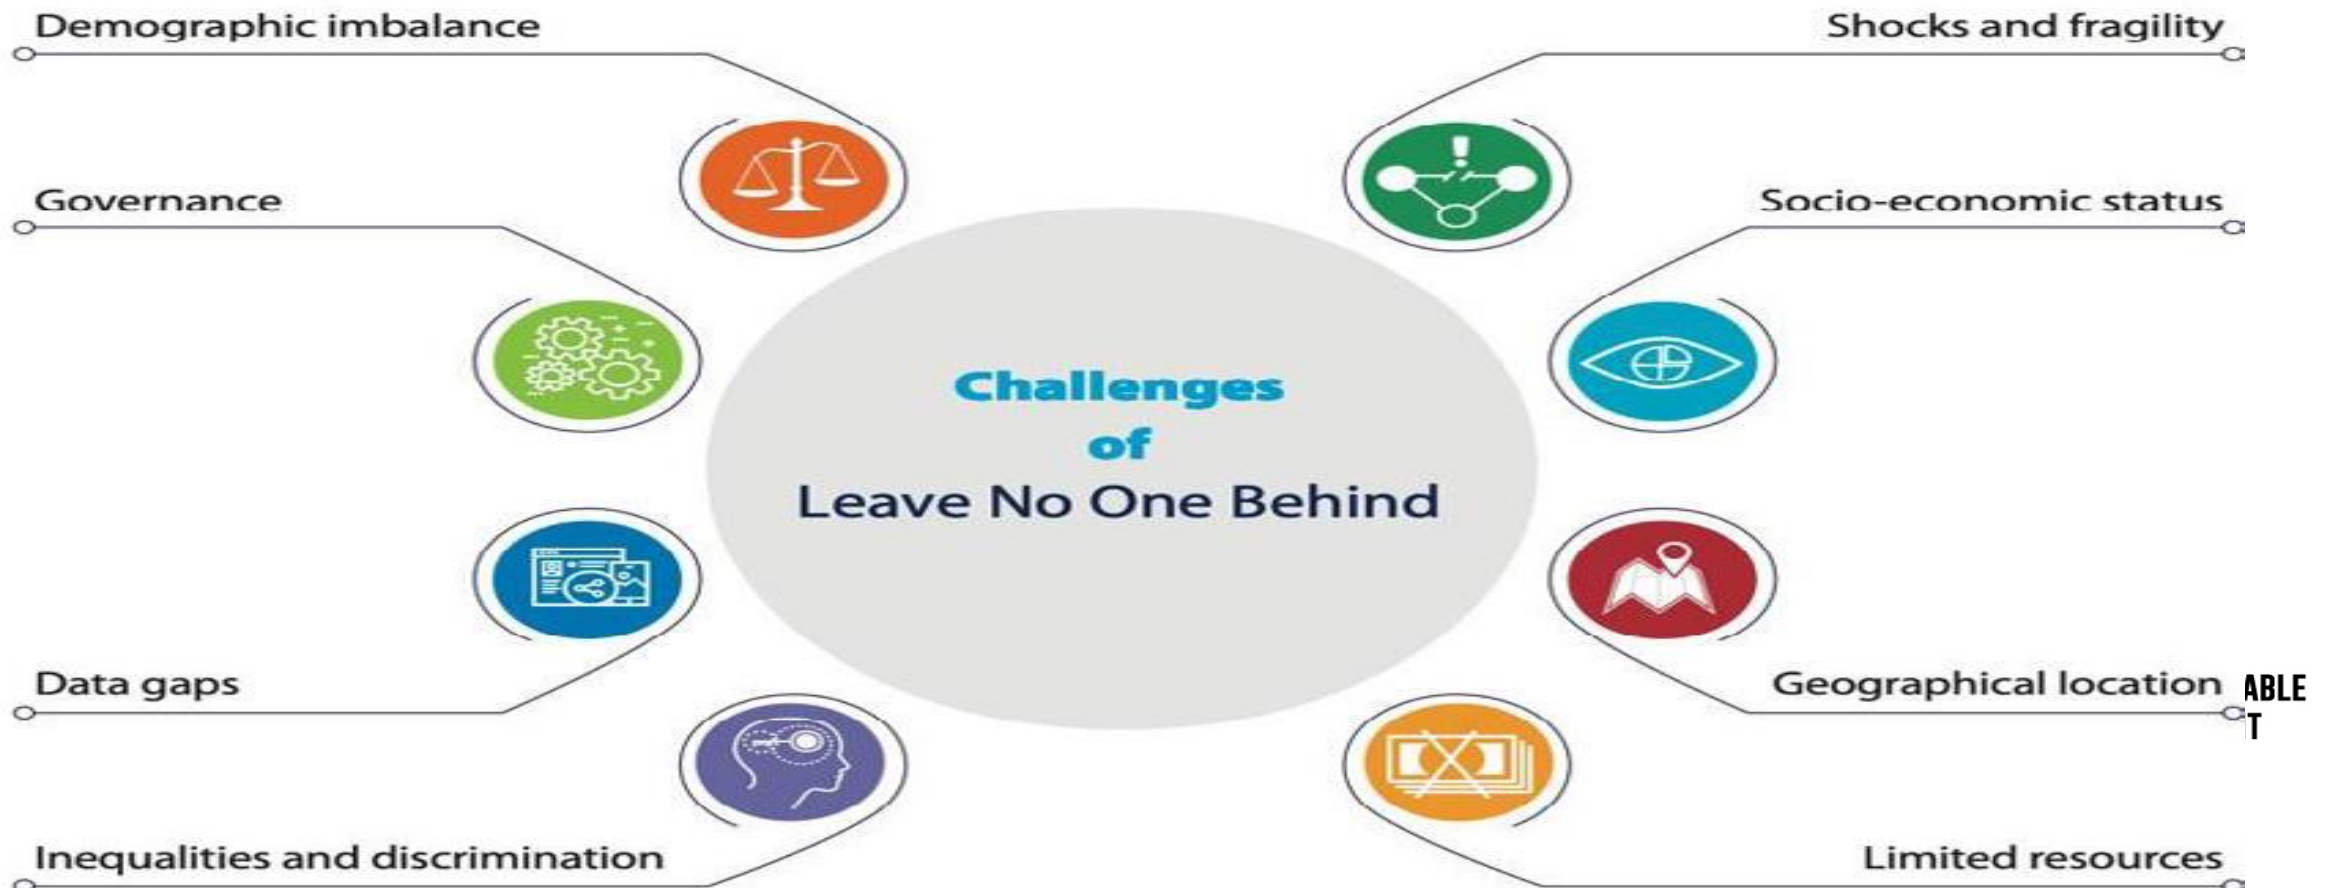 Demographic imbalance
Shocks and fragility
Governance
Socio-economic status
Challenges
of
Leave No One Behind
Data gaps
Geographical location
ABLE
T
Inequalities and discrimination
Limited resources